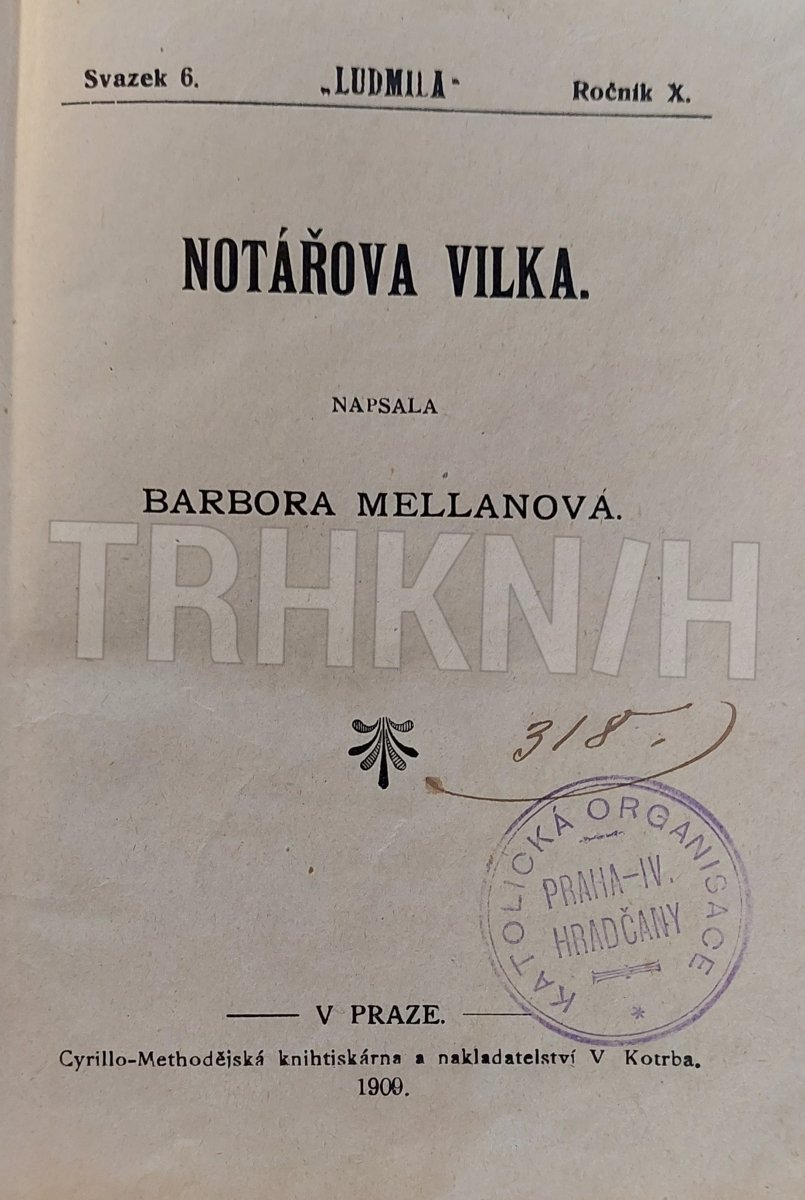 Svazek 6. „LUDMILA“ Ročník X.
NOTÁŘOVA VILKA.
NAPSALA
BARBORA MELLANOVÁ.
TRHKN/H
318.
KATOLICKÁ ORGANISACE
PRAHA-IV.
HRADČANY
*
V PRAZE.
Cyrillo-Methodějská knihtiskárna a nakladatelství V Kotrba.
1909.